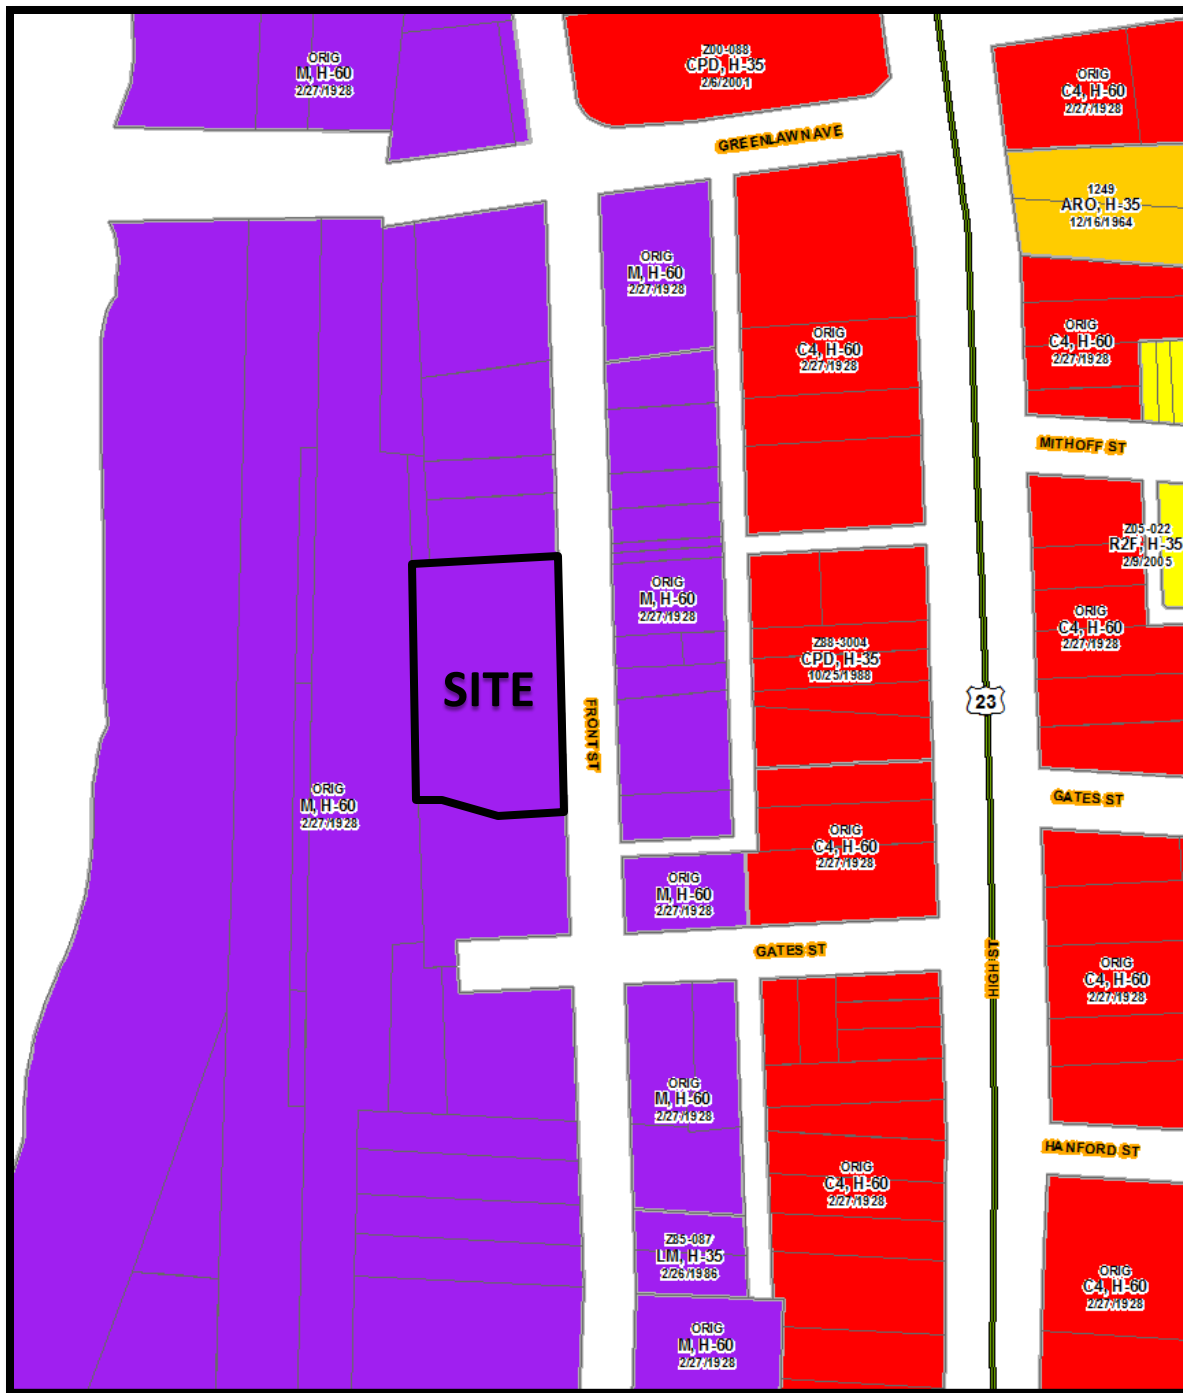 ORIG
M, H-60
2/27/1928
Z00-088
CPD, H-35
2/6/2001
ORIG
C4, H-60
2/27/1928
GREENLAWN AVE
1249
ARO, H-35
12/16/1964
ORIG
M, H-60
2/27/1928
ORIG
C4, H-60
2/27/1928
ORIG
C4, H-60
2/27/1928
MITHOFF ST
Z05-022
R2F, H-35
2/9/2005
ORIG
M, H-60
2/27/1928
ORIG
C4, H-60
2/27/1928
Z88-3004
CPD, H-35
10/25/1988
SITE
23
FRONT ST
ORIG
M, H-60
2/27/1928
GATES ST
ORIG
C4, H-60
2/27/1928
ORIG
M, H-60
2/27/1928
GATES ST
HIGH ST
ORIG
C4, H-60
2/27/1928
ORIG
M, H-60
2/27/1928
HANFORD ST
ORIG
C4, H-60
2/27/1928
Z85-087
LM, H-35
2/26/1986
ORIG
C4, H-60
2/27/1928
ORIG
M, H-60
2/27/1928